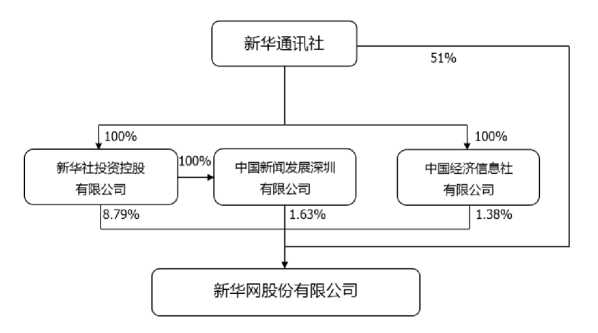 新华通讯社
51%
100%
100%
新华社投资控股
有限公司
100%
中国新闻发展深圳
有限公司
中国经济信息社
有限公司
8.79%
1.63%
1.38%
新华网股份有限公司